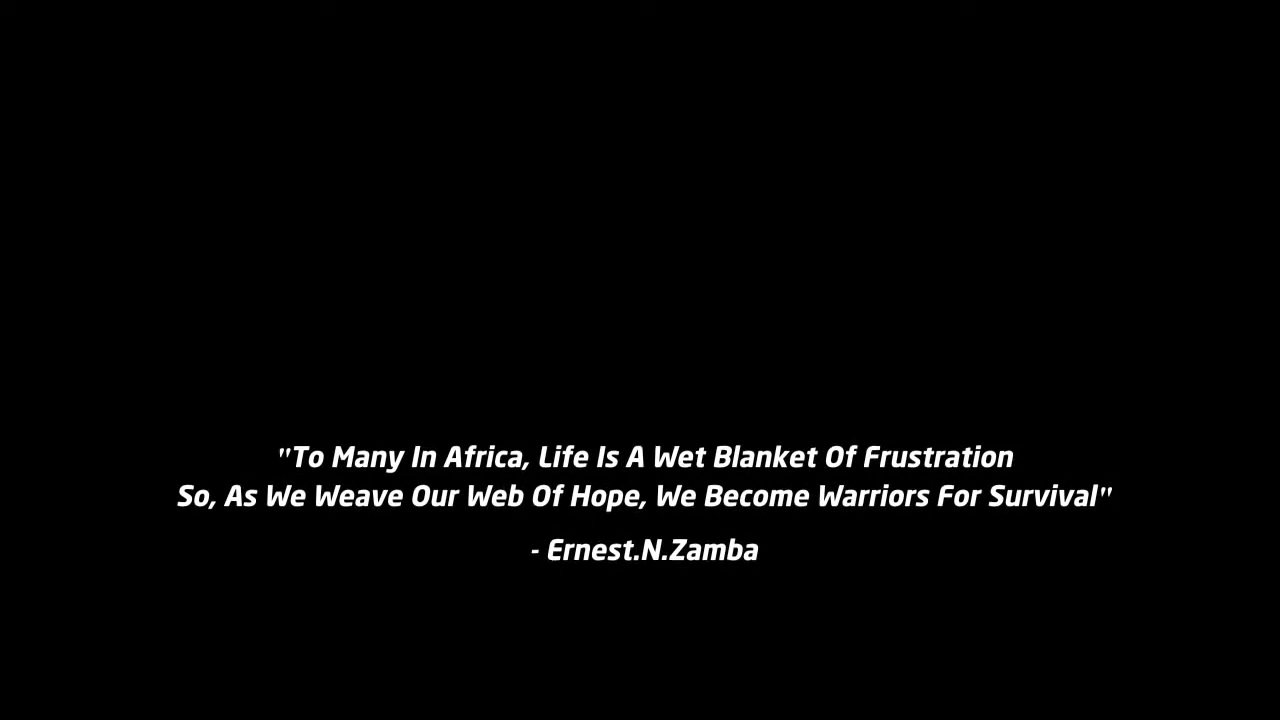 "To Many In Africa, Life Is A Wet Blanket Of Frustration
So, As We Weave Our Web Of Hope, We Become Warriors For Survival"
- Ernest.N.Zamba